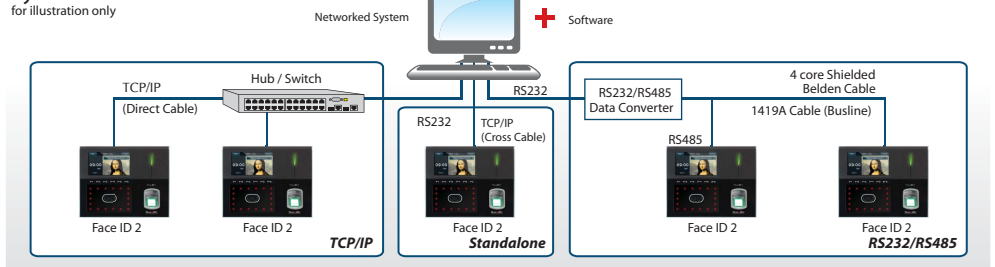 for illustration only
Networked System
Software
TCP/IP
(Direct Cable)
Hub / Switch
RS232
RS232/RS485
Data Converter
4 core Shielded
Belden Cable
1419A Cable (Busline)
RS232
TCP/IP
(Cross Cable)
RS485
Face ID 2
Face ID 2
Face ID 2
Face ID 2
Face ID 2
TCP/IP
Standalone
RS232/RS485